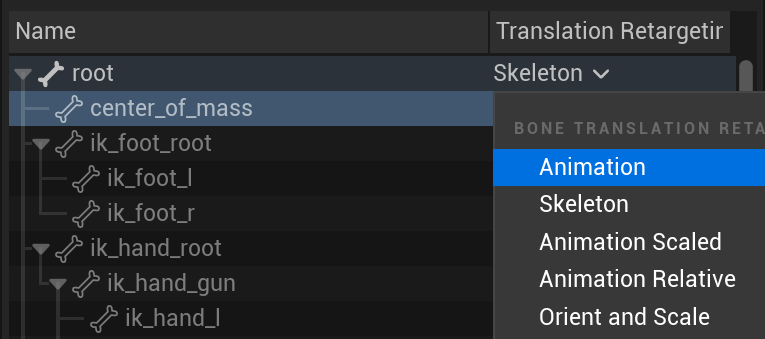 Name Translation Retargetir
root Skeleton
center_of_mass
BONE TRANSLATION RETA
ik_foot_root
Animation
ik_foot_l
Skeleton
ik_foot_r
Animation Scaled
ik_hand_root
Animation Relative
ik_hand_gun
Orient and Scale
ik_hand_l